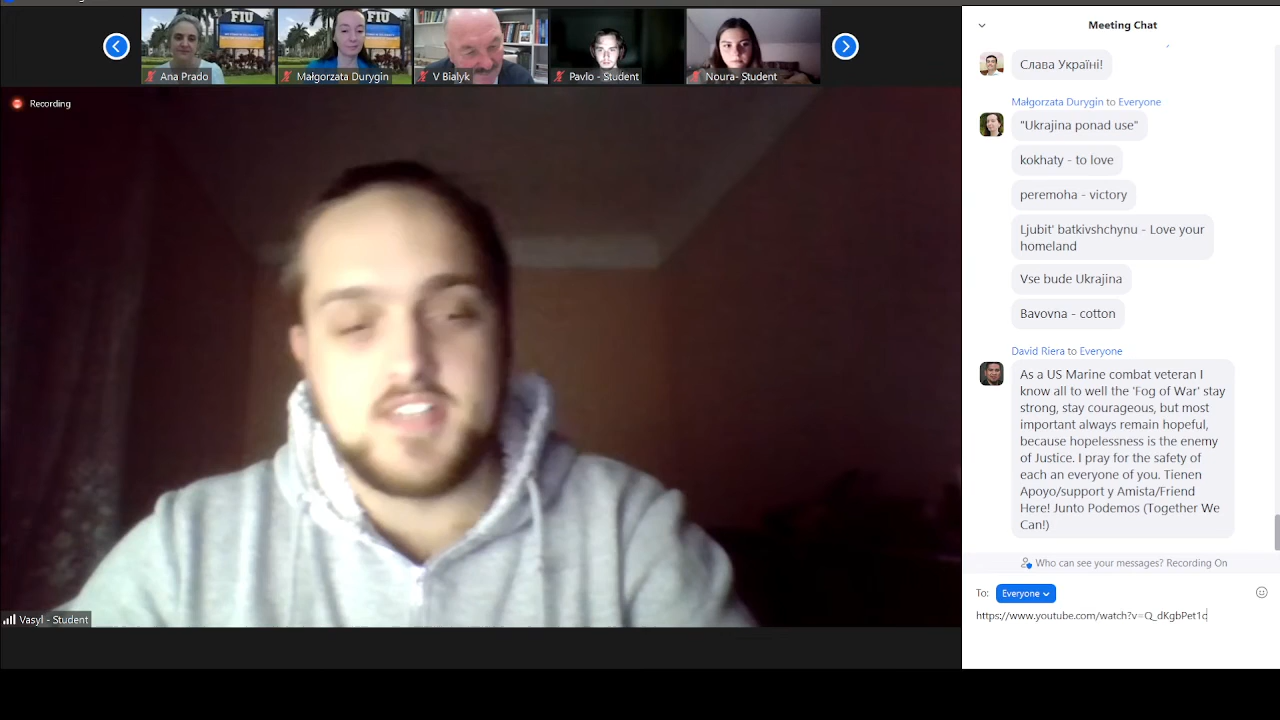 FIU
FIU
Ana Prado
Małgorzata Durygin
V Bialyk
Pavlo - Student
Noura- Student
Recording
Vasyl - Student
Meeting Chat
Слава Україні!
Małgorzata Durygin to Everyone
"Ukrajina ponad use"
kokhaty - to love
peremoha - victory
Ljubit' batkivshchynu - Love your
homeland
Vse bude Ukrajina
Bavovna - cotton
David Riera to Everyone
As a US Marine combat veteran I
know all to well the 'Fog of War' stay
strong, stay courageous, but most
important always remain hopeful,
because hopelessness is the enemy
of Justice. I pray for the safety of
each an everyone of you. Tienen
Apoyo/support y Amista/Friend
Here! Junto Podemos (Together We
Can!)
Who can see your messages? Recording On
To: Everyone
https://www.youtube.com/watch?v=Q_dKgbPet1c